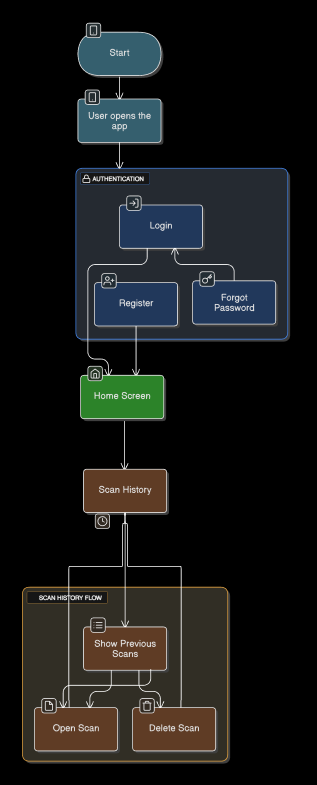 Start
User opens the
app
AUTHENTICATION
Login
Register
Forgot
Password
Home Screen
Scan History
SCAN HISTORY FLOW
Show Previous
Scans
Open Scan
Delete Scan